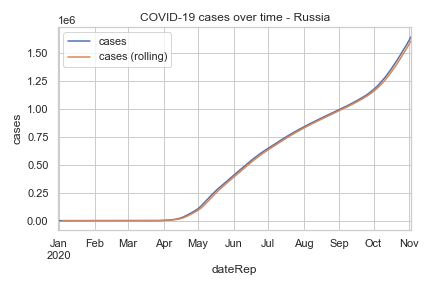 COVID-19 cases over time - Russia
1e6
cases
cases (rolling)
1.50
1.25
1.00
0.75
0.50
0.25
0.00
cases
Jan Feb Mar Apr May Jun Jul Aug Sep Oct Nov
2020
dateRep